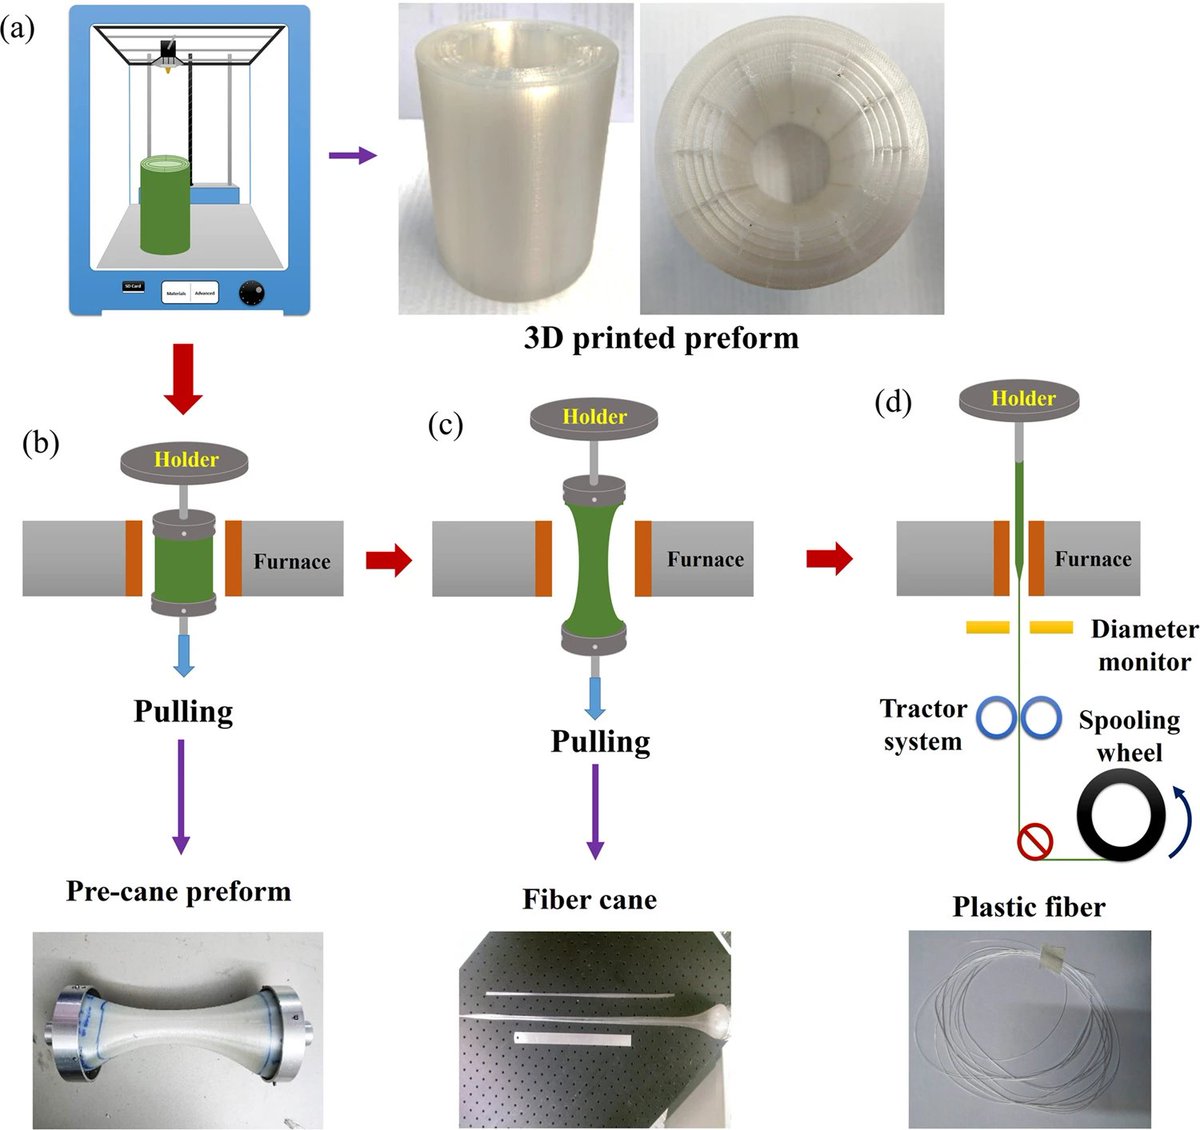 (a)
SD Card
Materials
Advanced
3D printed preform
(b)
Holder
Furnace
Pulling
Pre-cane preform
(c)
Holder
Furnace
Pulling
Fiber cane
(d)
Holder
Furnace
Diameter
monitor
Tractor
system
Spooling
wheel
Plastic fiber